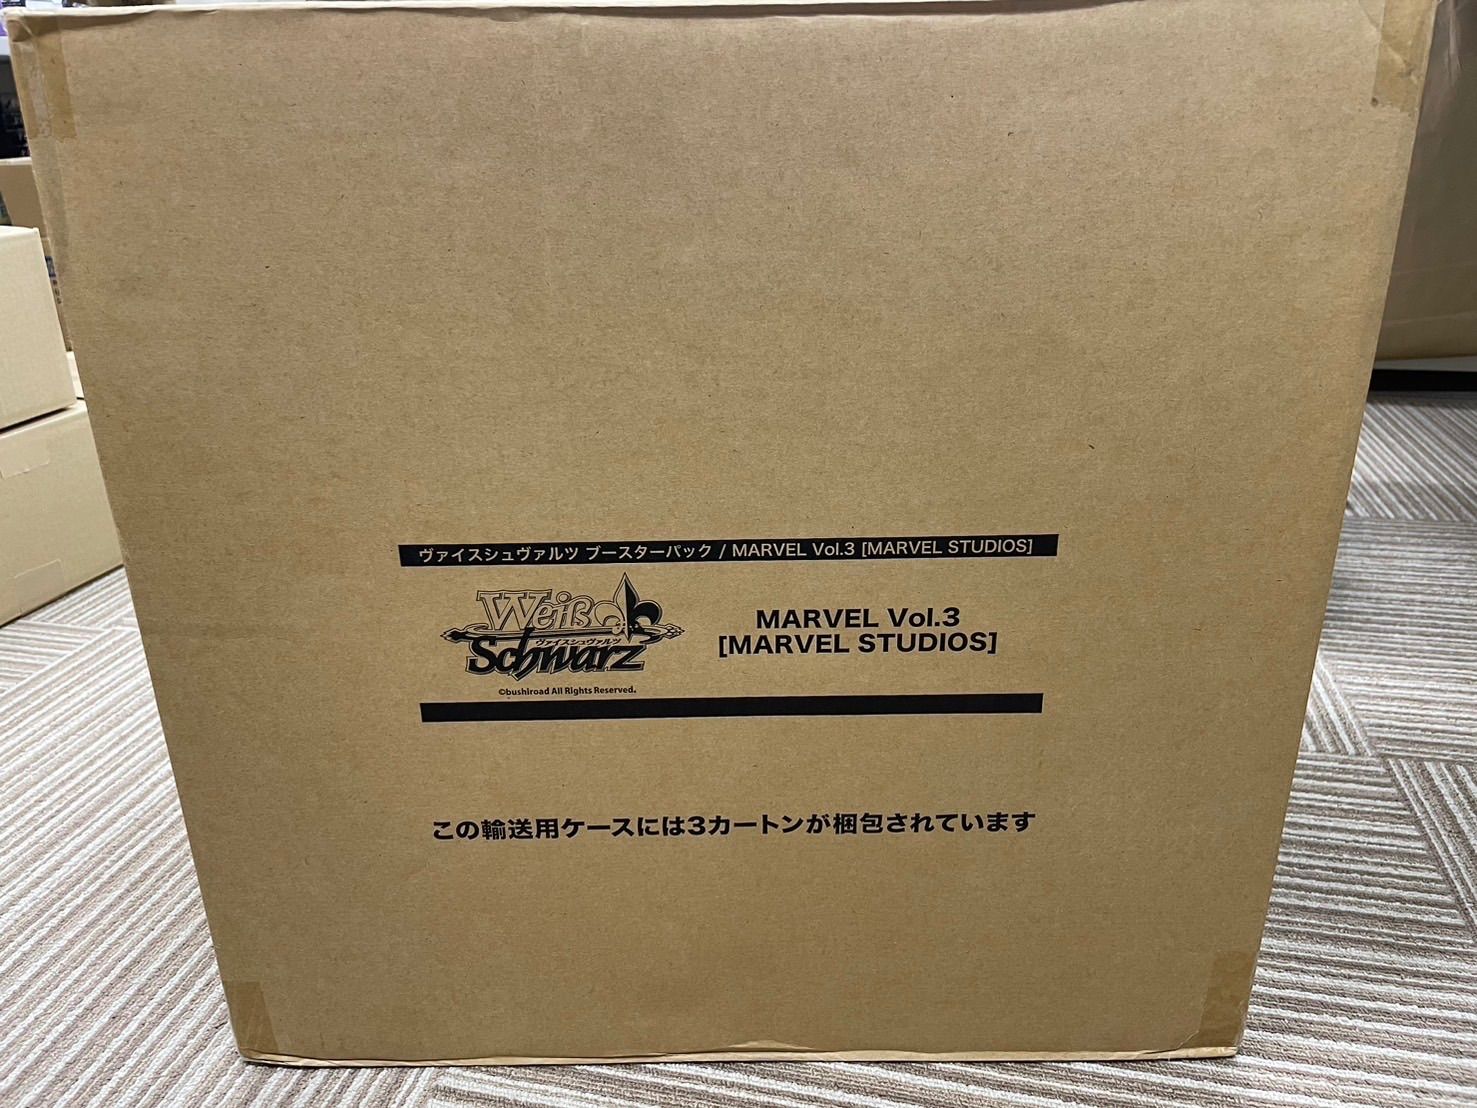 ヴァイスシュヴァルツ ブースターパック / MARVEL Vol.3 [MARVEL STUDIOS]
Weiß
ヴァイスシュヴァルツ
Schwarz
©bushiroad All Rights Reserved.
MARVEL Vol.3
[MARVEL STUDIOS]
この輸送用ケースには3カートンが梱包されています